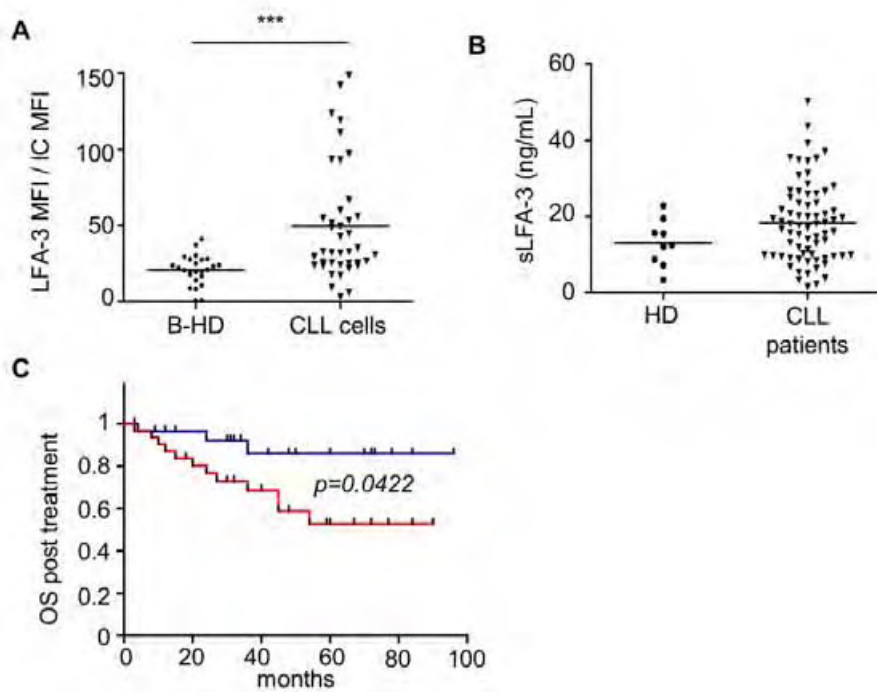 A
***
LFA-3 MFI / IC MFI
150
100
50
0
B-HD
CLL cells
B
sLFA-3 (ng/mL)
60
40
20
0
HD
CLL
patients
C
OS post treatment
1
0.8
0.6
0.4
0.2
0
p=0.0422
0 20 40 60 80 100
months